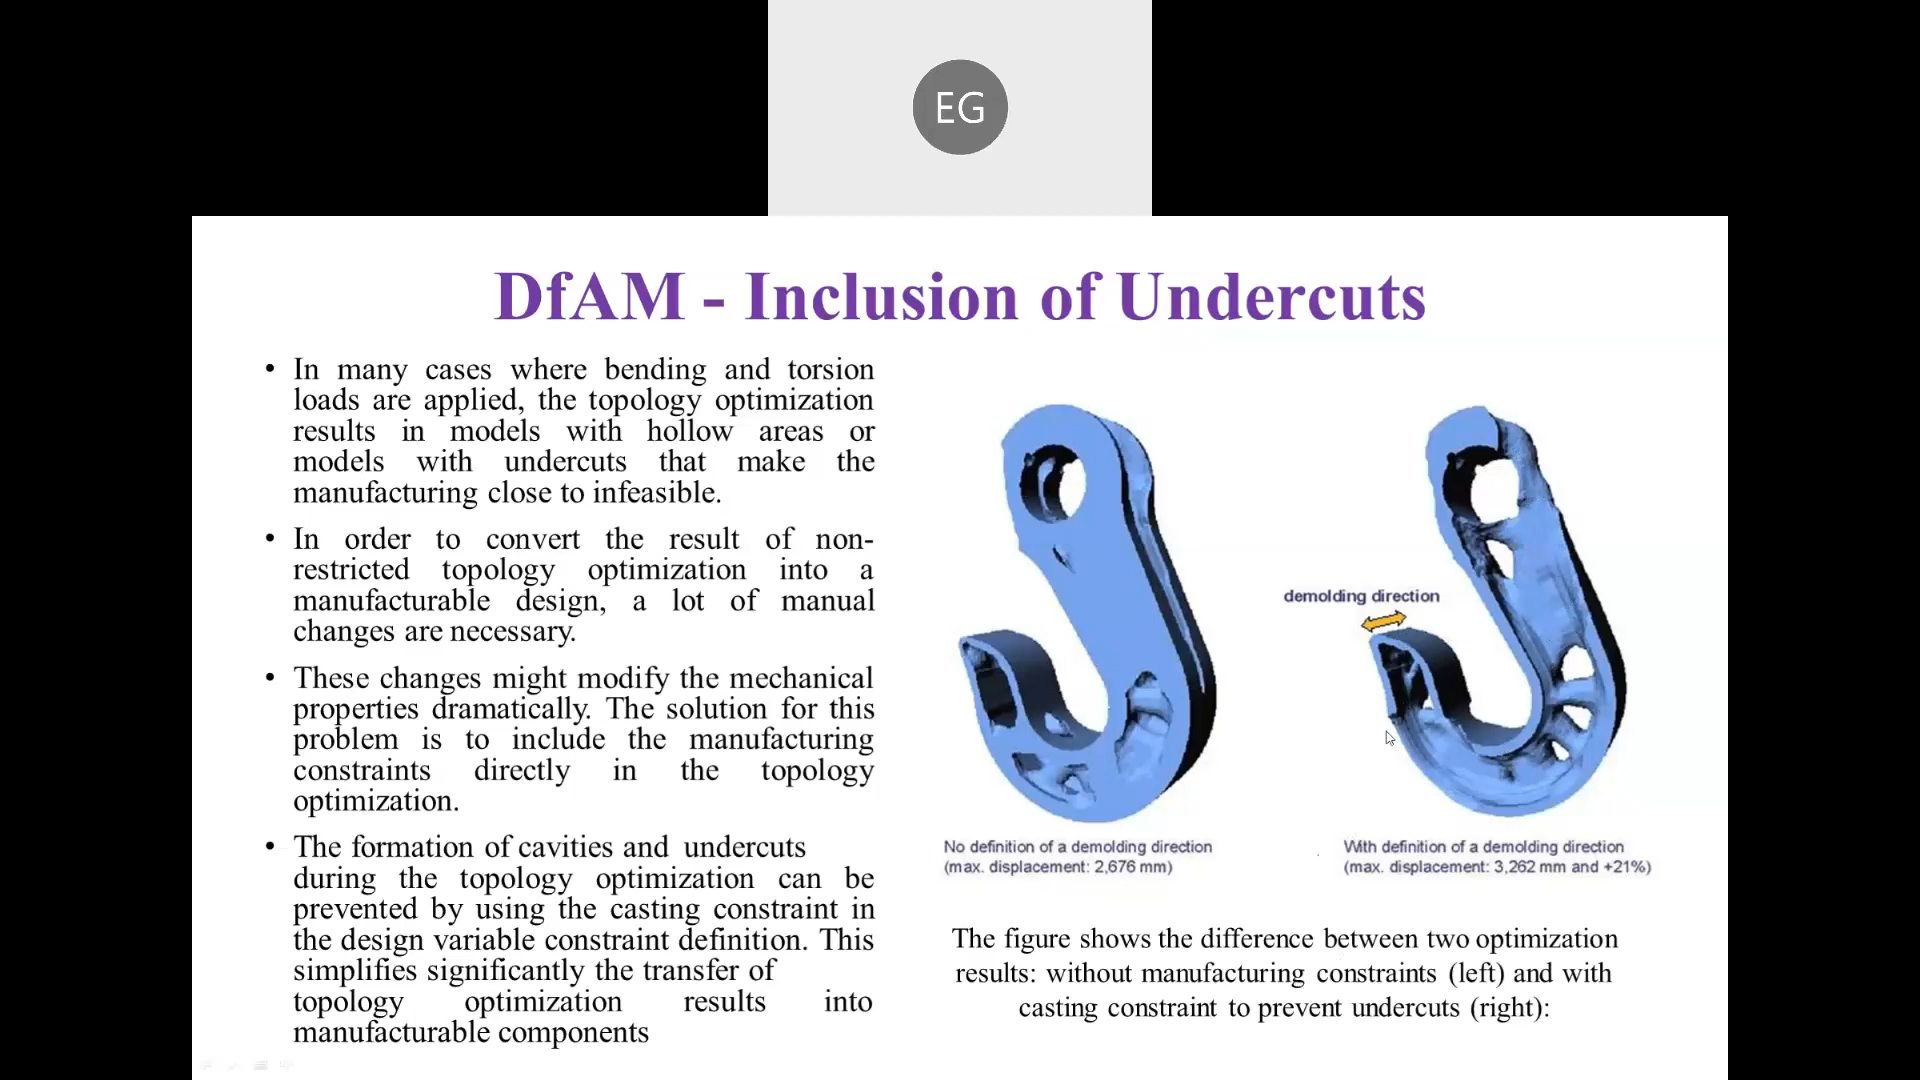 EG
DfAM - Inclusion of Undercuts
• In many cases where bending and torsion
loads are applied, the topology optimization
results in models with hollow areas or
models with undercuts that make the
manufacturing close to infeasible.
• In order to convert the result of non-
restricted topology optimization into a
manufacturable design, a lot of manual
changes are necessary.
• These changes might modify the mechanical
properties dramatically. The solution for this
problem is to include the manufacturing
constraints directly in the topology
optimization.
• The formation of cavities and undercuts
during the topology optimization can be
prevented by using the casting constraint in
the design variable constraint definition. This
simplifies significantly the transfer of
topology optimization results into
manufacturable components
demolding direction
No definition of a demolding direction
(max. displacement: 2,676 mm)
With definition of a demolding direction
(max. displacement: 3,262 mm and +21%)
The figure shows the difference between two optimization
results: without manufacturing constraints (left) and with
casting constraint to prevent undercuts (right):